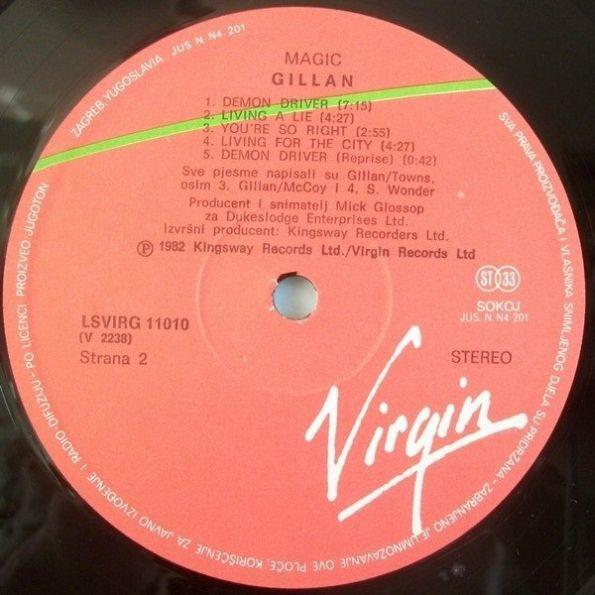 MAGIC
GILLAN
1. DEMON DRIVER (7:15)
2. LIVING A LIE (4:27)
3. YOU'RE SO RIGHT (2:55)
4. LIVING FOR THE CITY (4:27)
5. DEMON DRIVER (Reprise) (0:42)
Sve pjesme napisali su Gillan/Towns,
osim 3. Gillan/McCoy i 4. S. Wonder
Producent i snimatelj Mick Glossop
za Dukeslodge Enterprises Ltd.
Izvršni producent: Kingsway Recorders Ltd.
Ⓟ 1982 Kingsway Records Ltd./Virgin Records Ltd
ST 33
SOKOJ
JUS. N. N4 201
LSVIRG 11010
(V 2238)
Strana 2
STEREO
Virgin
ZAGREB, YUGOSLAVIA JUS N. N4 201
SVA PRAVA PROIZVOĐAČA I VLASNIKA SNIMLJENOG DJELA SU PRIDRŽANA - ZABRANJENO JE UMNOŽAVANJE OVE PLOČE, KORIŠĆENJE ZA JAVNO IZVOĐENJE I RADIO DIFUZIJU - PO LICENCI PROIZVEO JUGOTON